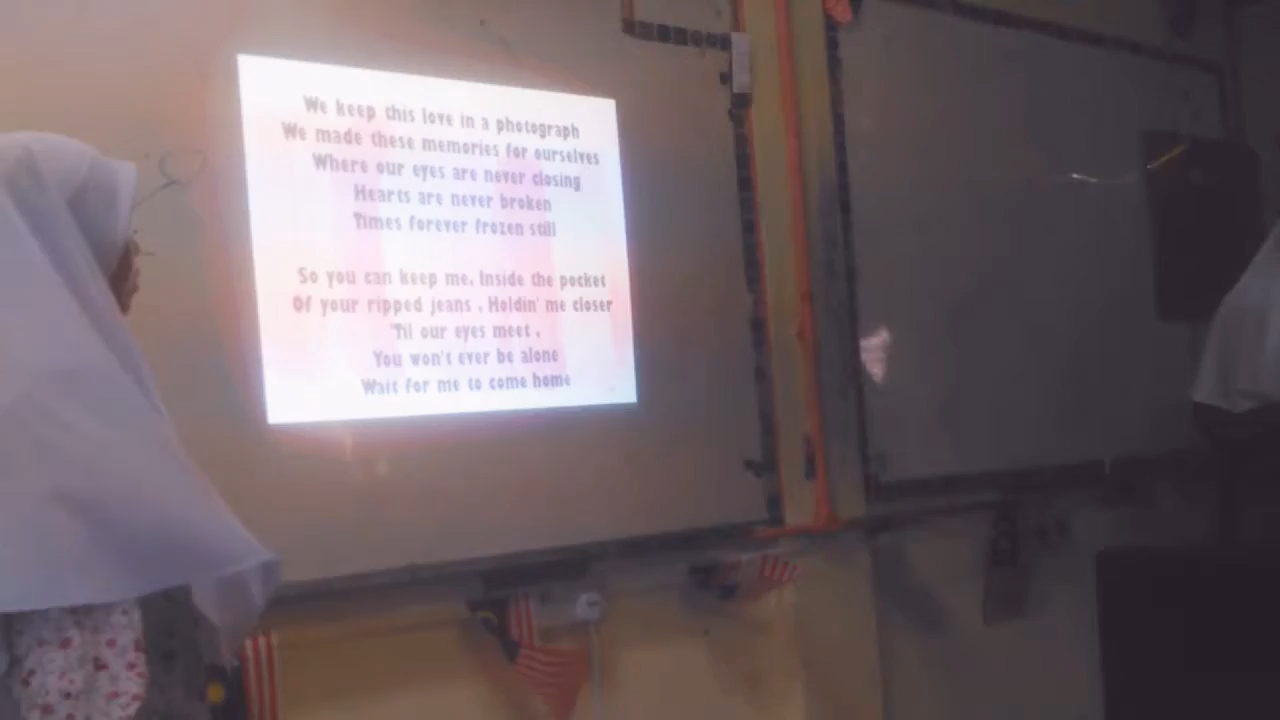 We keep this love in a photograph
We made these memories for ourselves
Where our eyes are never closing
Hearts are never broken
Times forever frozen still
So you can keep me. Inside the pocket
Of your ripped jeans . Holdin' me closer
'Til our eyes meet .
You won't ever be alone
Wait for me to come home